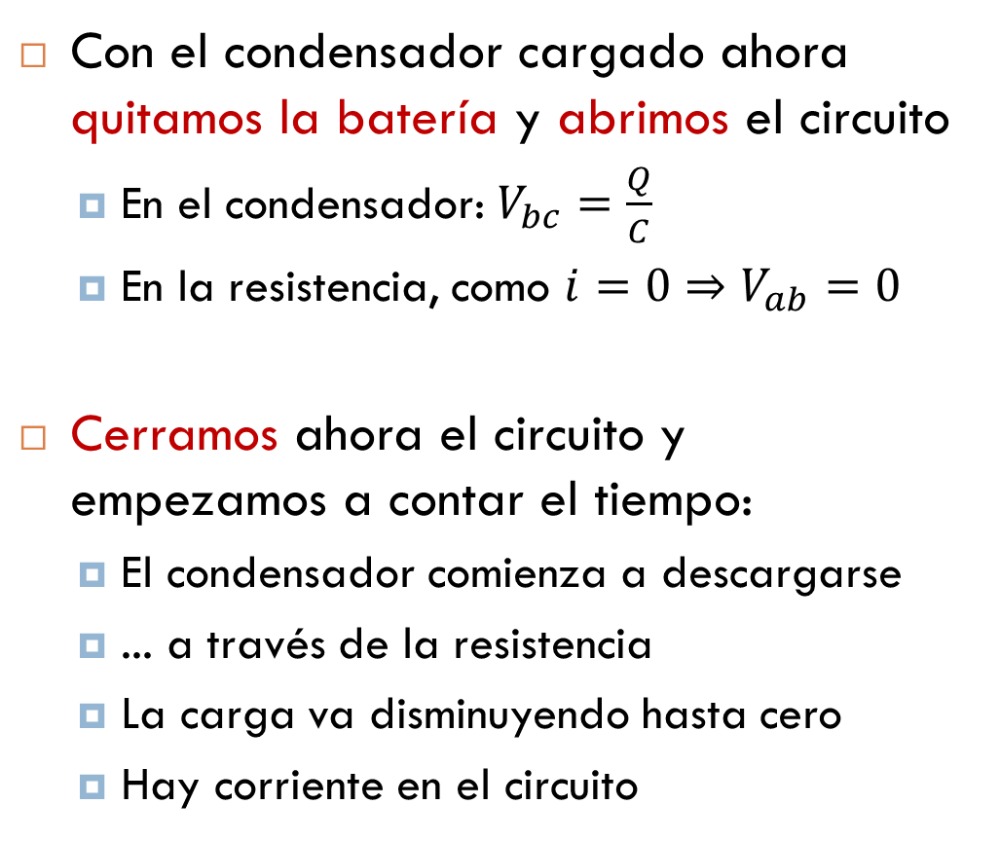 Con el condensador cargado ahora
quitamos la batería y abrimos el circuito
En el condensador: V_{bc} = \frac{Q}{C}
En la resistencia, como i = 0 ⇒ V_{ab} = 0
Cerramos ahora el circuito y
empezamos a contar el tiempo:
El condensador comienza a descargarse
... a través de la resistencia
La carga va disminuyendo hasta cero
Hay corriente en el circuito